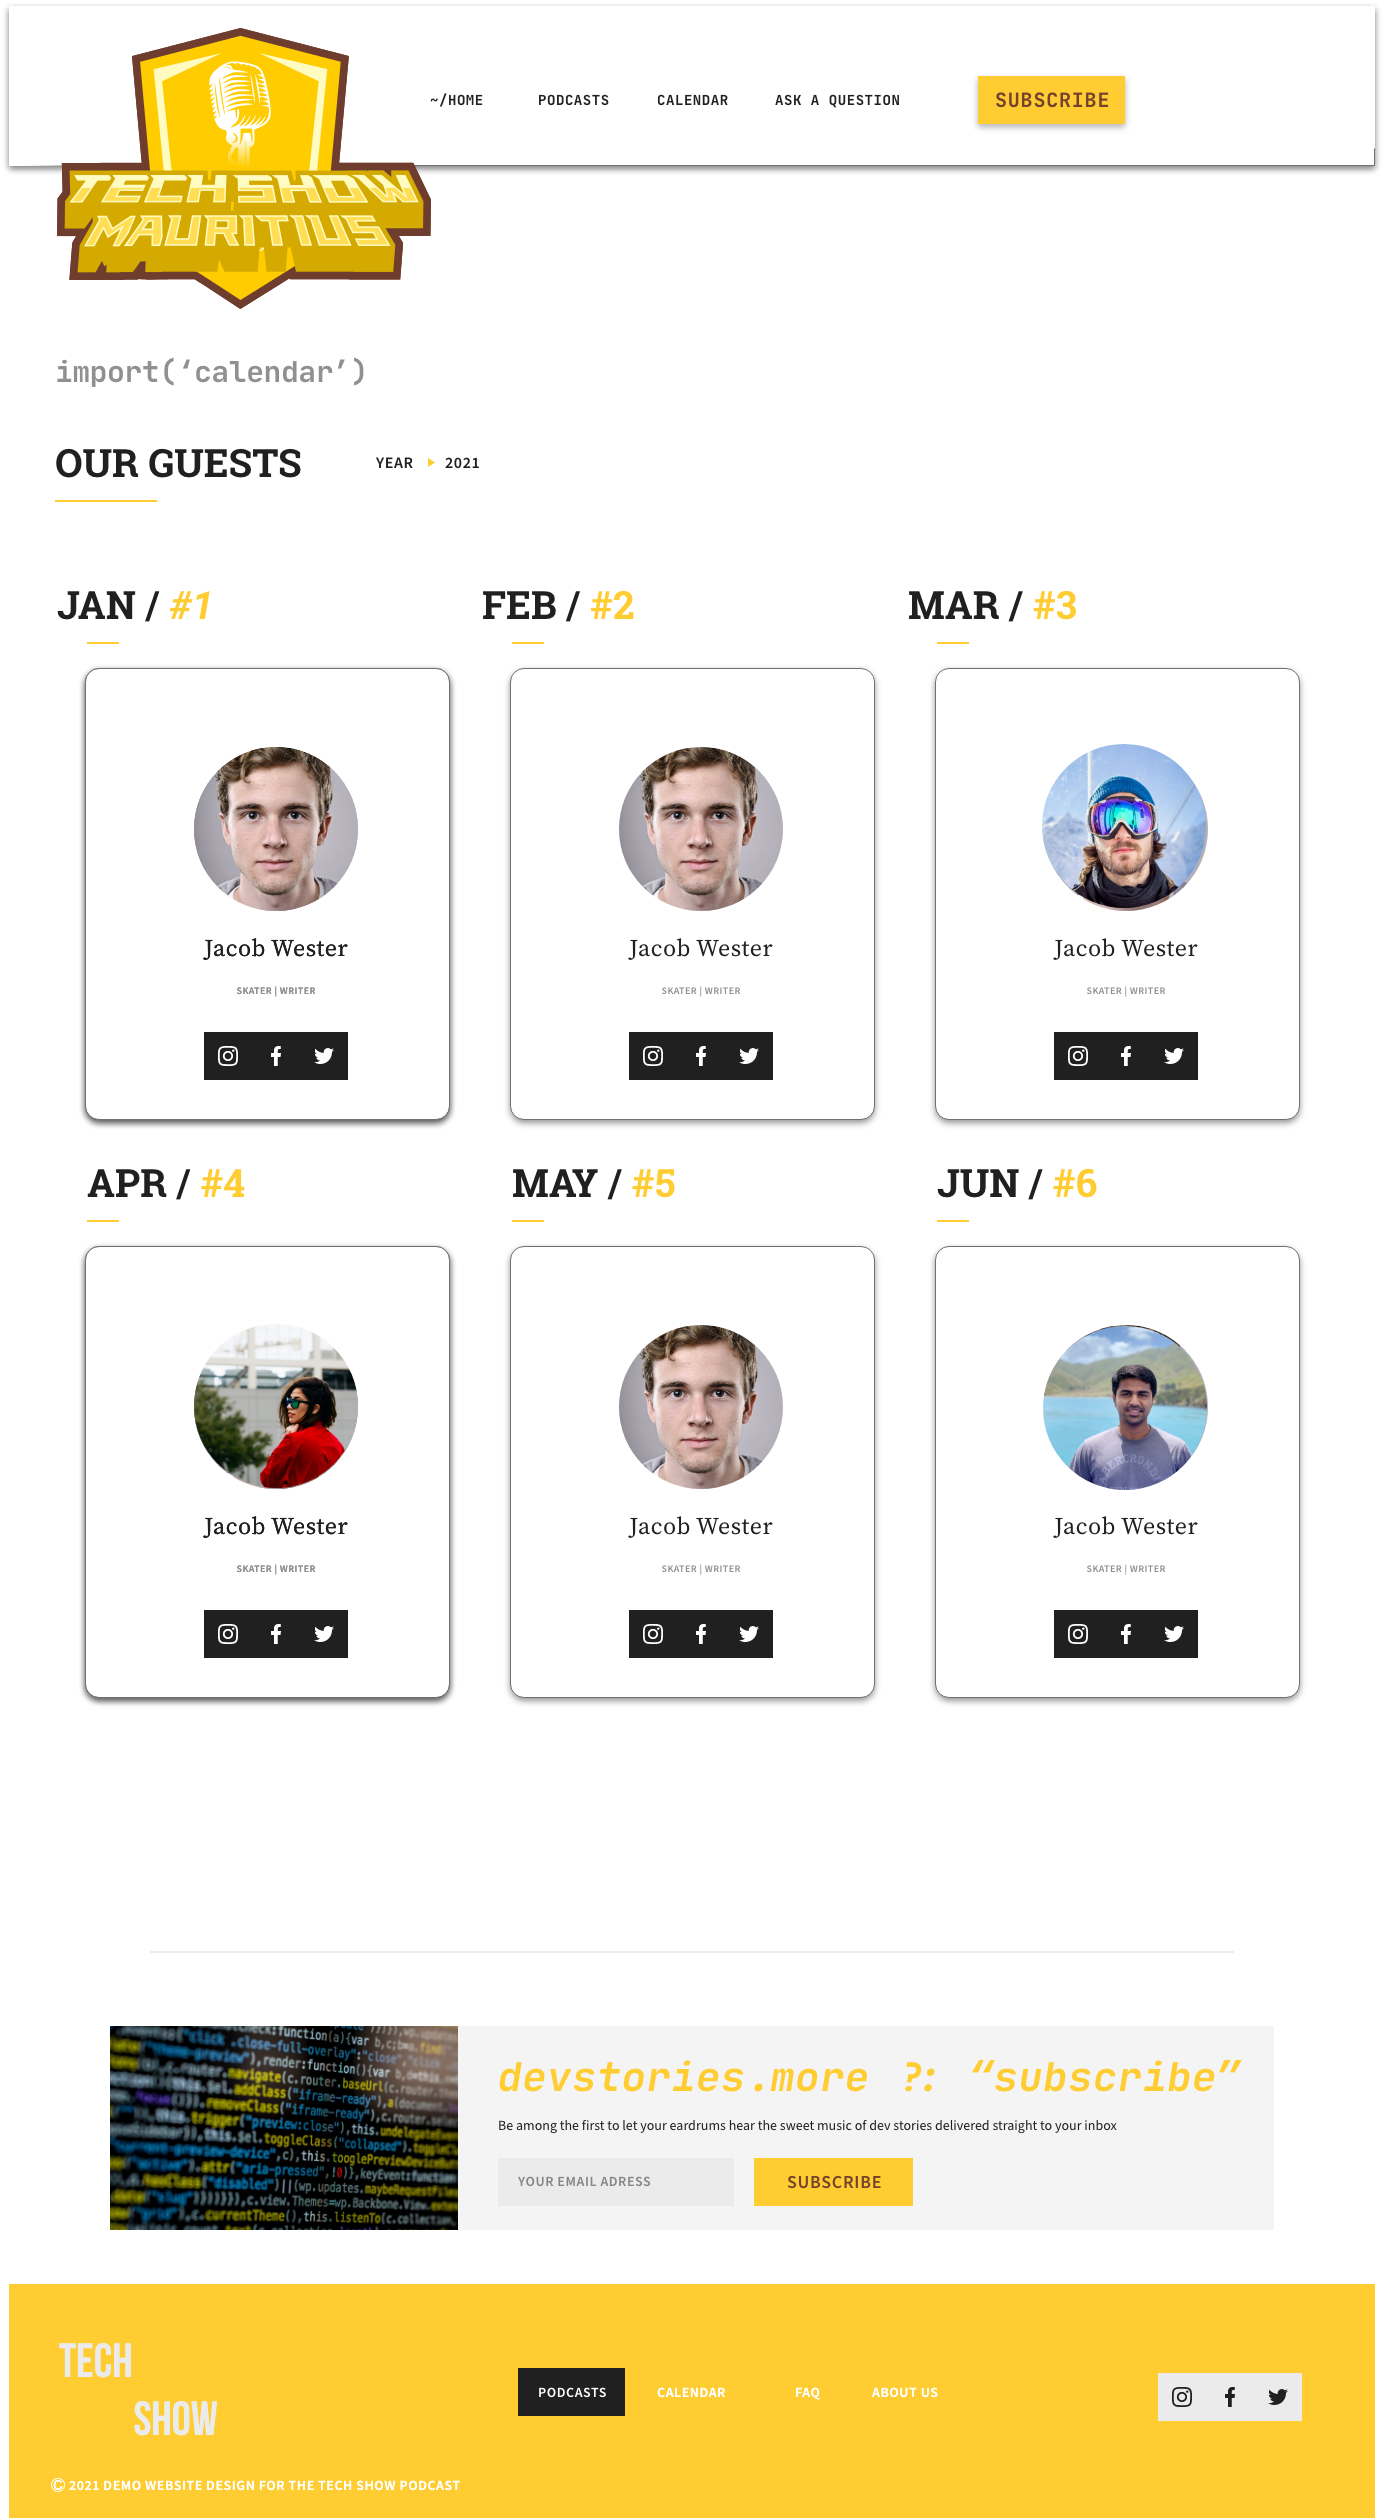 ~/HOME PODCASTS CALENDAR ASK A QUESTION SUBSCRIBE
TECH SHOW
MAURITIUS
import(‘calendar’)
OUR GUESTS YEAR 2021
JAN / #1 FEB / #2 MAR / #3
Jacob Wester Jacob Wester Jacob Wester
SKATER | WRITER SKATER | WRITER SKATER | WRITER
APR / #4 MAY / #5 JUN / #6
Jacob Wester Jacob Wester Jacob Wester
SKATER | WRITER SKATER | WRITER SKATER | WRITER
devstories.more ?: “subscribe”
Be among the first to let your eardrums hear the sweet music of dev stories delivered straight to your inbox
YOUR EMAIL ADRESS SUBSCRIBE
TECH
SHOW
PODCASTS CALENDAR FAQ ABOUT US
© 2021 DEMO WEBSITE DESIGN FOR THE TECH SHOW PODCAST